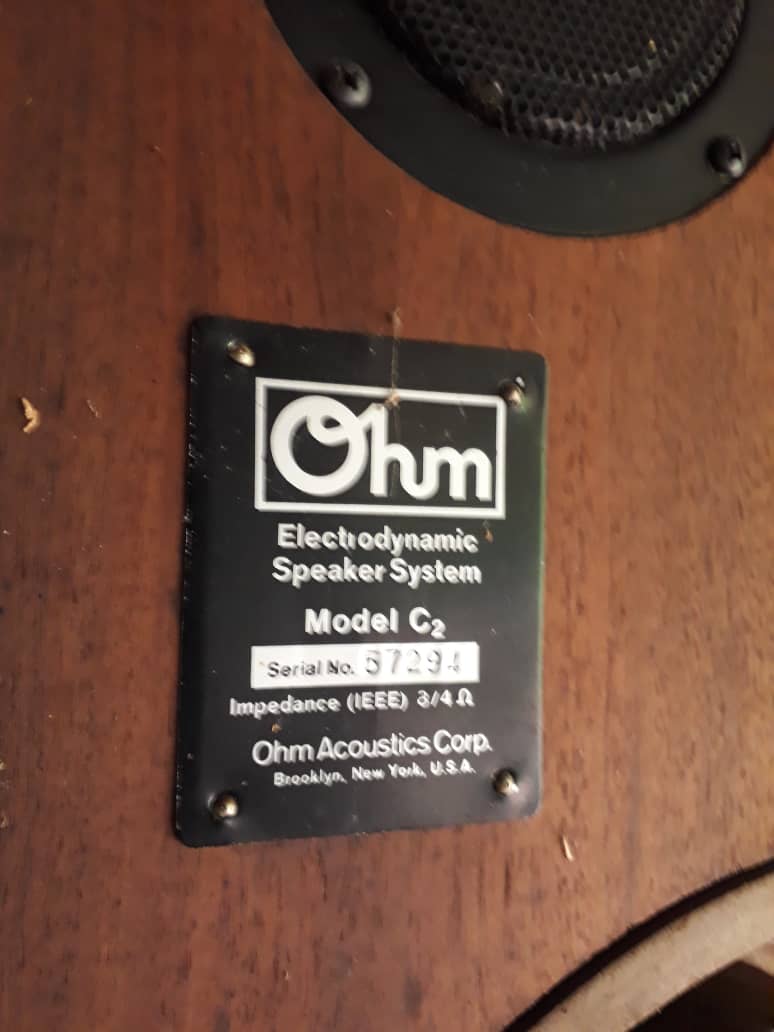 Ohm
Electrodynamic
Speaker System
Model C₂
Serial No. 57294
Impedance (IEEE) 3/4 Ω
Ohm Acoustics Corp.
Brooklyn, New York, U.S.A.